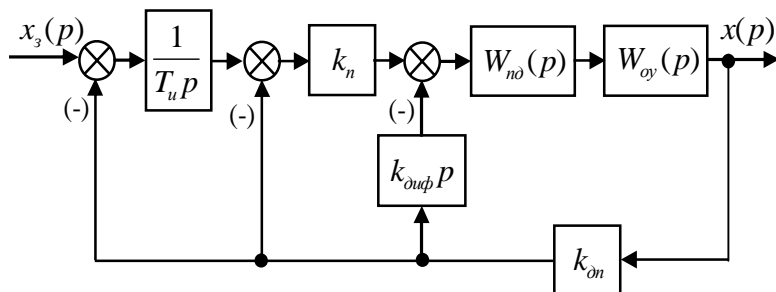 x_з(p)
1
T_и p
k_п
W_пд(p)
W_оу(p)
x(p)
(-)
(-)
(-)
k_диф p
k_дп